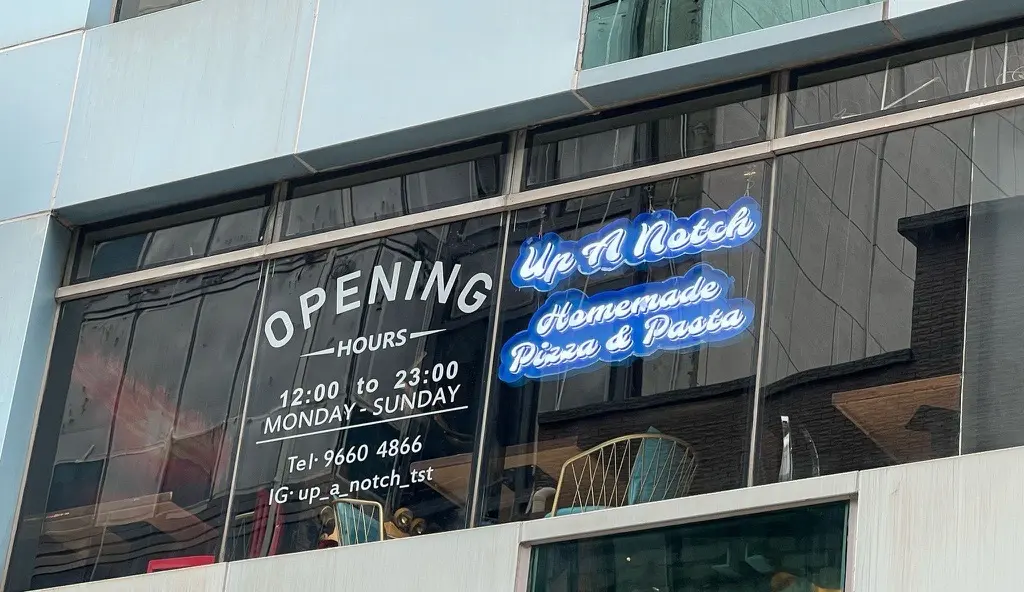 OPENING
HOURS
12:00 to 23:00
MONDAY - SUNDAY
Tel: 9660 4866
IG: up_a_notch_tst
Up A Notch
Homemade
Pizza & Pasta